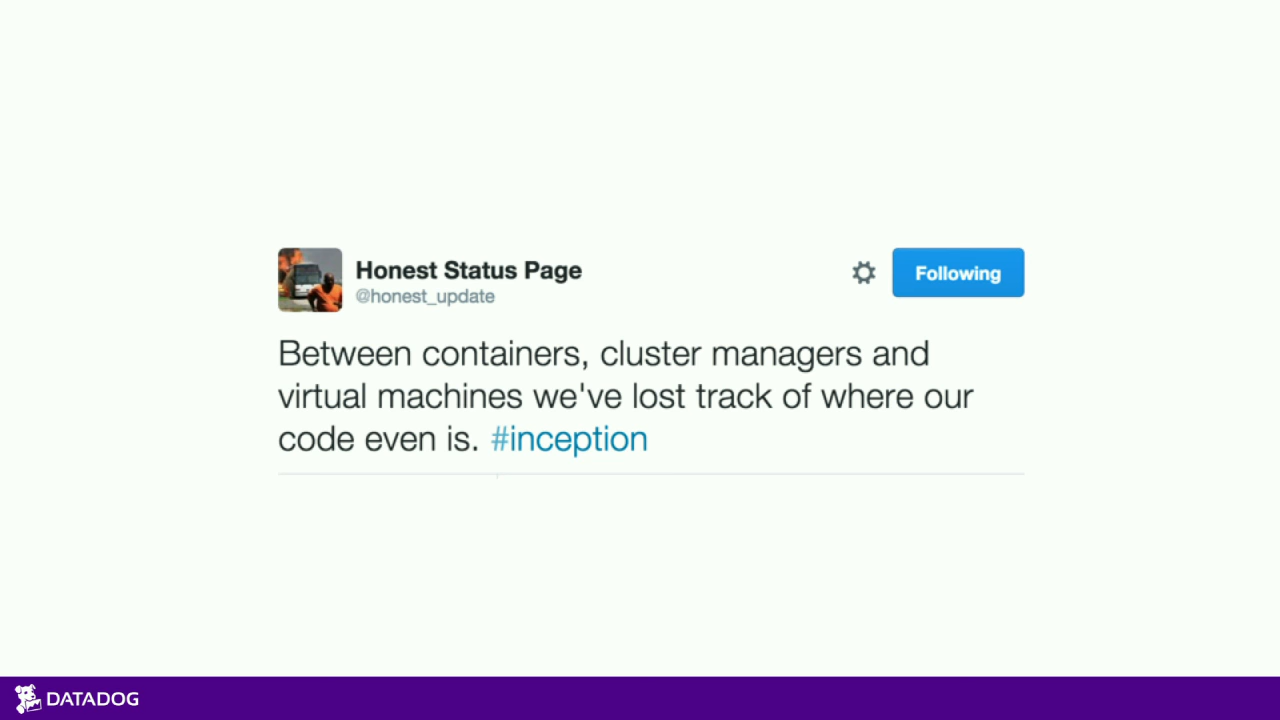 Honest Status Page
@honest_update
Following
Between containers, cluster managers and
virtual machines we've lost track of where our
code even is. #inception
DATADOG